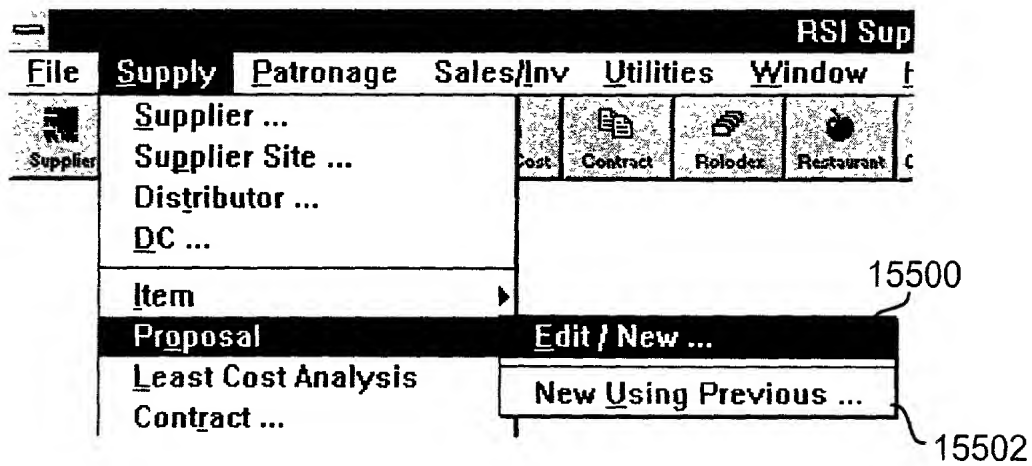 RSI Sup
File Supply Patronage Sales/Inv Utilities Window H
Supplier ...
Supplier Cost Contract Rolodex Restaurant C
Supplier Site ...
Distributor ...
DC ...
Item
15500
Proposal Edit / New ...
Least Cost Analysis
New Using Previous ...
Contract ...
15502